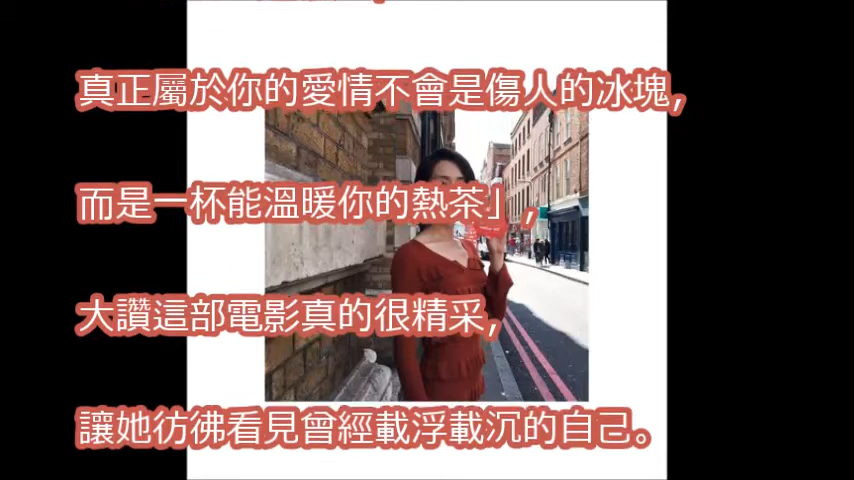 真正屬於你的愛情不會是傷人的冰塊，
而是一杯能溫暖你的熱茶」，
大讚這部電影真的很精采，
讓她彷彿看見曾經載浮載沉的自己。